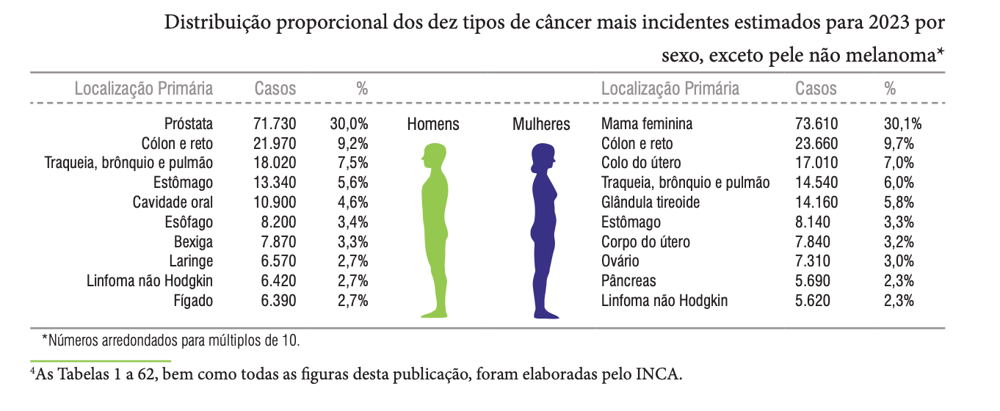 Distribuição proporcional dos dez tipos de câncer mais incidentes estimados para 2023 por
sexo, exceto pele não melanoma*
Localização Primária Casos % Localização Primária Casos %
Próstata 71.730 30,0% Homens Mulheres Mama feminina 73.610 30,1%
Cólon e reto 21.970 9,2% Cólon e reto 23.660 9,7%
Traqueia, brônquio e pulmão 18.020 7,5% Colo do útero 17.010 7,0%
Estômago 13.340 5,6% Traqueia, brônquio e pulmão 14.540 6,0%
Cavidade oral 10.900 4,6% Glândula tireoide 14.160 5,8%
Esôfago 8.200 3,4% Estômago 8.140 3,3%
Bexiga 7.870 3,3% Corpo do útero 7.840 3,2%
Laringe 6.570 2,7% Ovário 7.310 3,0%
Linfoma não Hodgkin 6.420 2,7% Pâncreas 5.690 2,3%
Fígado 6.390 2,7% Linfoma não Hodgkin 5.620 2,3%
*Números arredondados para múltiplos de 10.
⁴As Tabelas 1 a 62, bem como todas as figuras desta publicação, foram elaboradas pelo INCA.